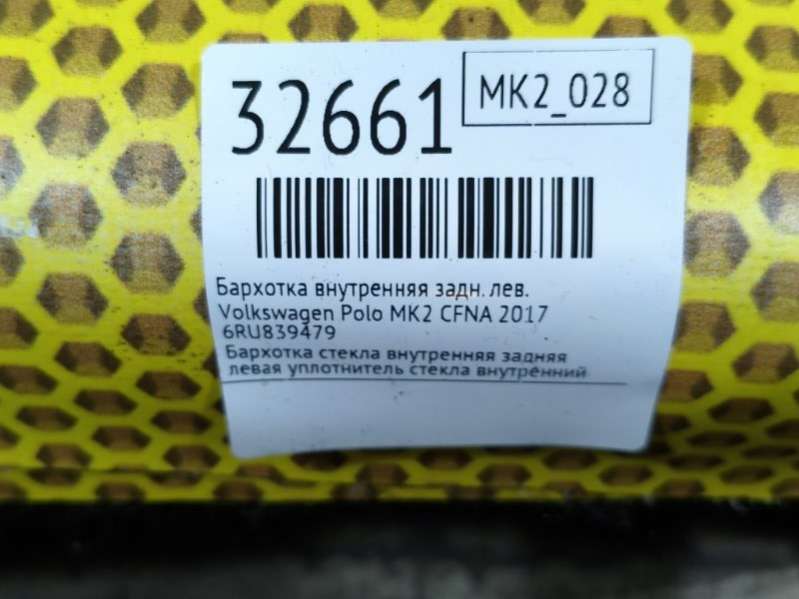 32661
MK2_028
Бархотка внутренняя задн. лев.
Volkswagen Polo MK2 CFNA 2017
6RU839479
Бархотка стекла внутренняя задняя
левая уплотнитель стекла внутренний